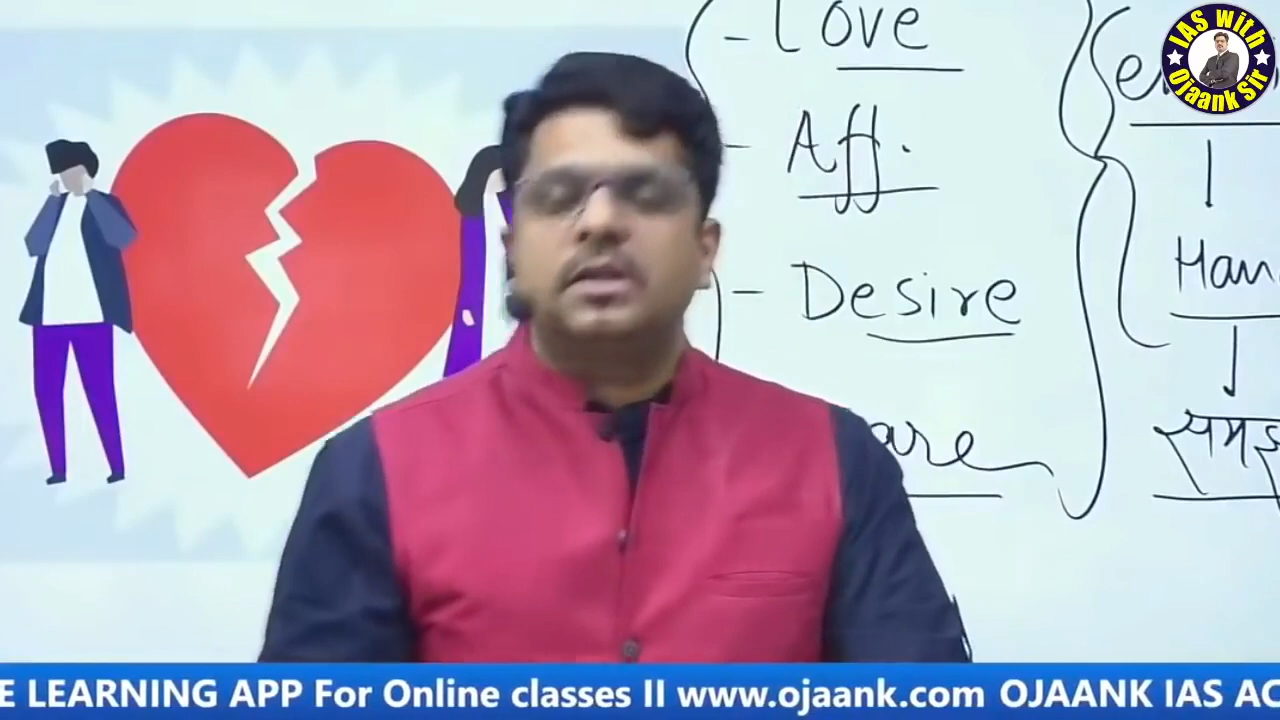 - Love
- Aff.
- Desire
are
IAS with
Ojaank Sir
E LEARNING APP For Online classes II www.ojaank.com OJAANK IAS AC